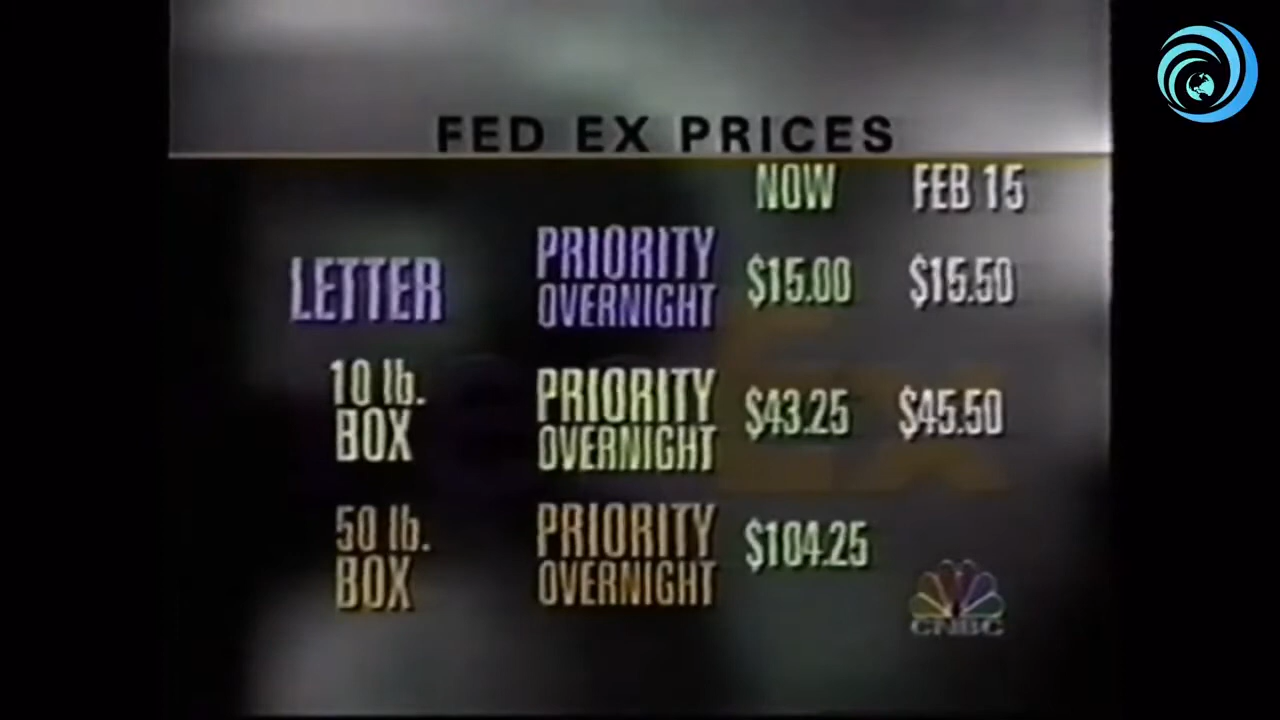 FED EX PRICES
NOW FEB 15
LETTER PRIORITY OVERNIGHT $15.00 $15.50
10 lb. BOX PRIORITY OVERNIGHT $43.25 $45.50
50 lb. BOX PRIORITY OVERNIGHT $104.25
CNBC